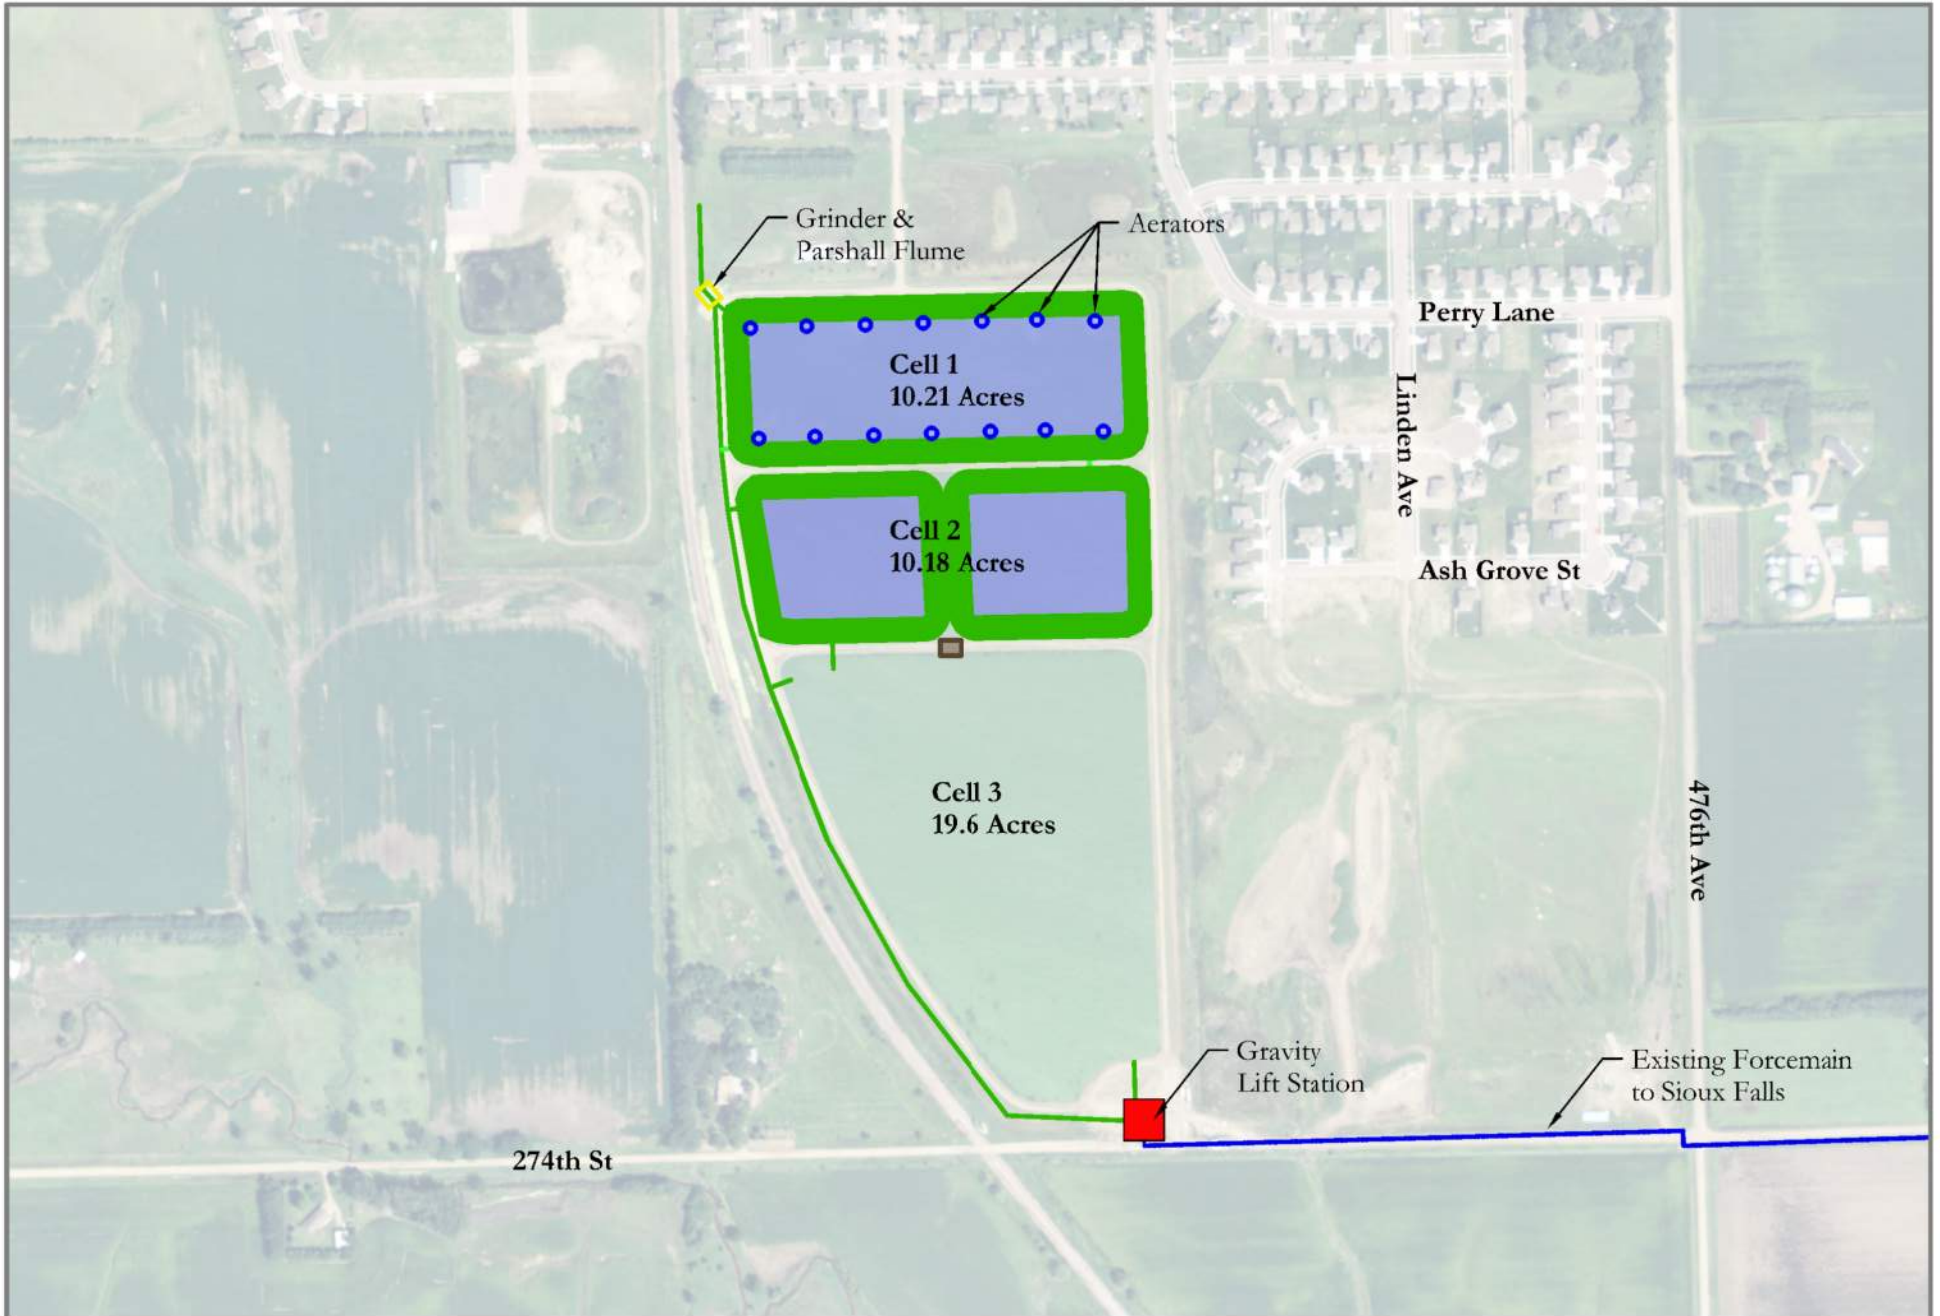 Grinder &
Parshall Flume
Aerators
Perry Lane
Cell 1
10.21 Acres
Linden Ave
Cell 2
10.18 Acres
Ash Grove St
Cell 3
19.6 Acres
476th Ave
Gravity
Lift Station
Existing Forcemain
to Sioux Falls
274th St